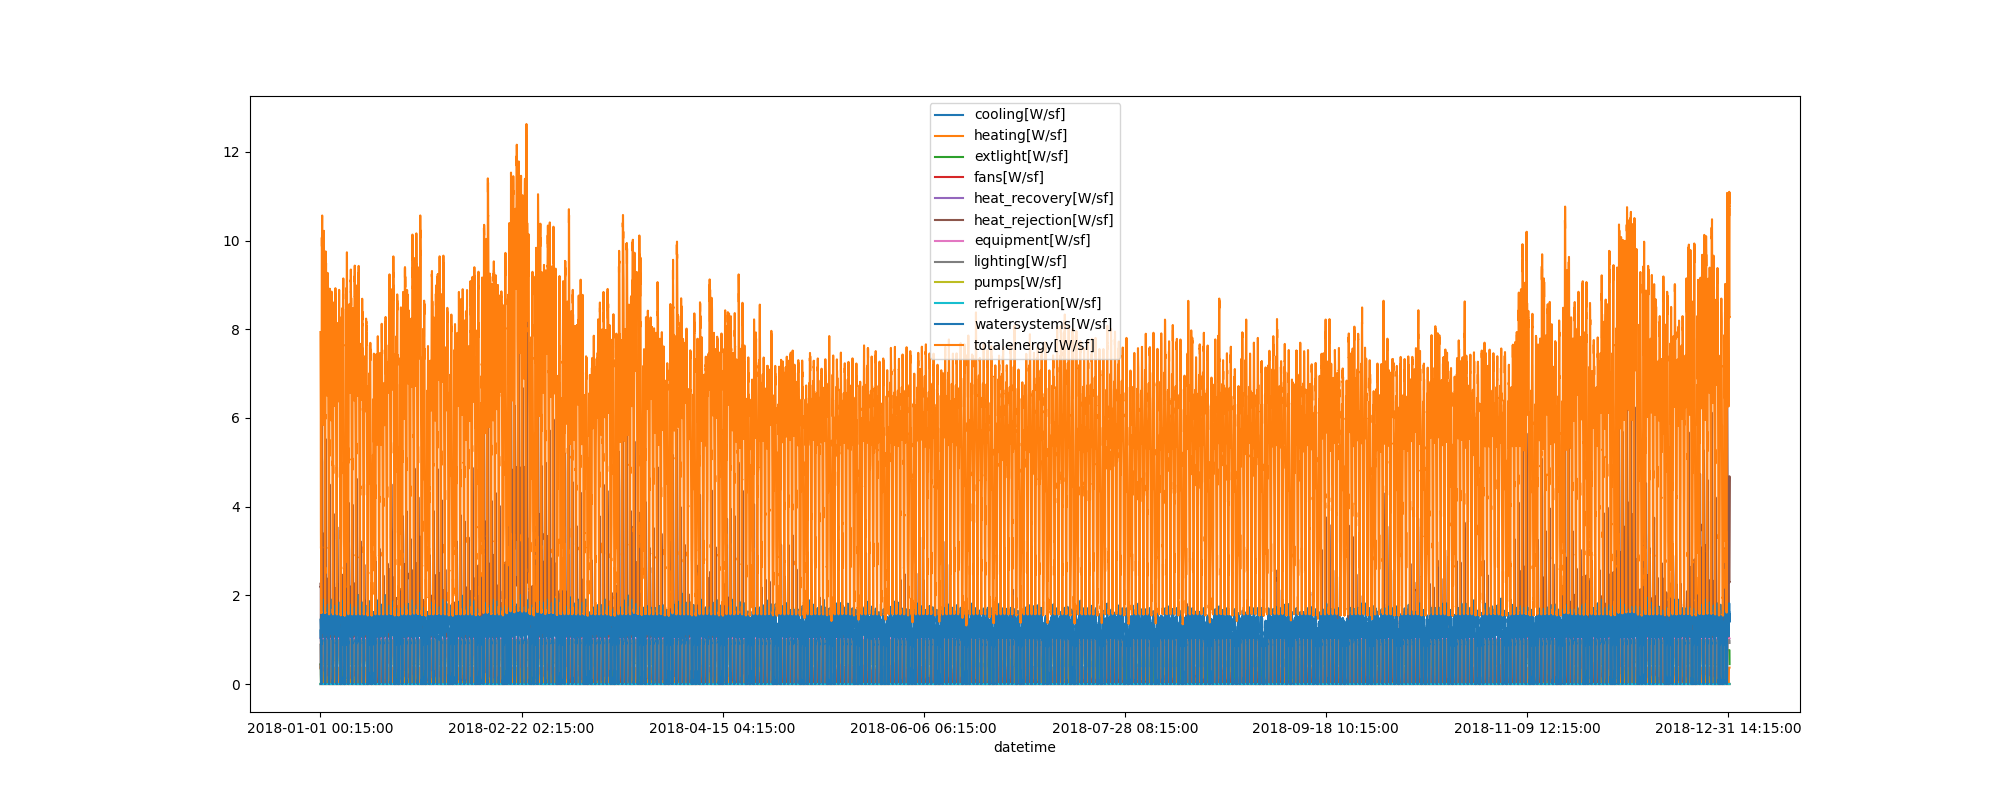 cooling[W/sf]
heating[W/sf]
extlight[W/sf]
fans[W/sf]
heat_recovery[W/sf]
heat_rejection[W/sf]
equipment[W/sf]
lighting[W/sf]
pumps[W/sf]
refrigeration[W/sf]
watersystems[W/sf]
totalenergy[W/sf]
12
10
8
6
4
2
0
2018-01-01 00:15:00 2018-02-22 02:15:00 2018-04-15 04:15:00 2018-06-06 06:15:00 2018-07-28 08:15:00 2018-09-18 10:15:00 2018-11-09 12:15:00 2018-12-31 14:15:00
datetime